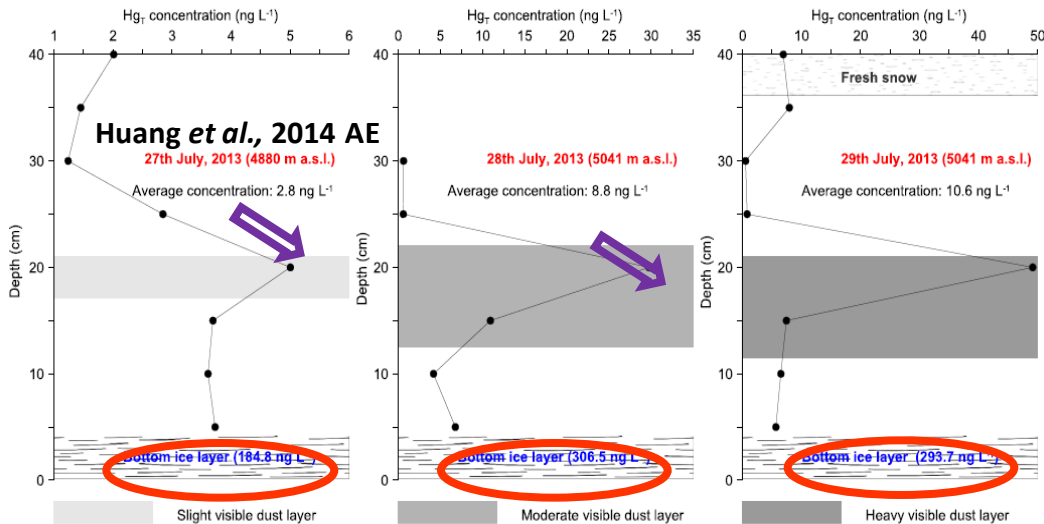 Hg_T concentration (ng L⁻¹)
1 2 3 4 5 6
40
30
20
10
0
Depth (cm)
Huang et al., 2014 AE
27th July, 2013 (4880 m a.s.l.)
Average concentration: 2.8 ng L⁻¹
Bottom ice layer (184.8 ng L⁻¹)
Slight visible dust layer
Hg_T concentration (ng L⁻¹)
0 5 10 15 20 25 30 35
40
30
20
10
0
Depth (cm)
28th July, 2013 (5041 m a.s.l.)
Average concentration: 8.8 ng L⁻¹
Bottom ice layer (306.5 ng L⁻¹)
Moderate visible dust layer
Hg_T concentration (ng L⁻¹)
0 10 20 30 40 50
40
30
20
10
0
Depth (cm)
Fresh snow
29th July, 2013 (5041 m a.s.l.)
Average concentration: 10.6 ng L⁻¹
Bottom ice layer (293.7 ng L⁻¹)
Heavy visible dust layer